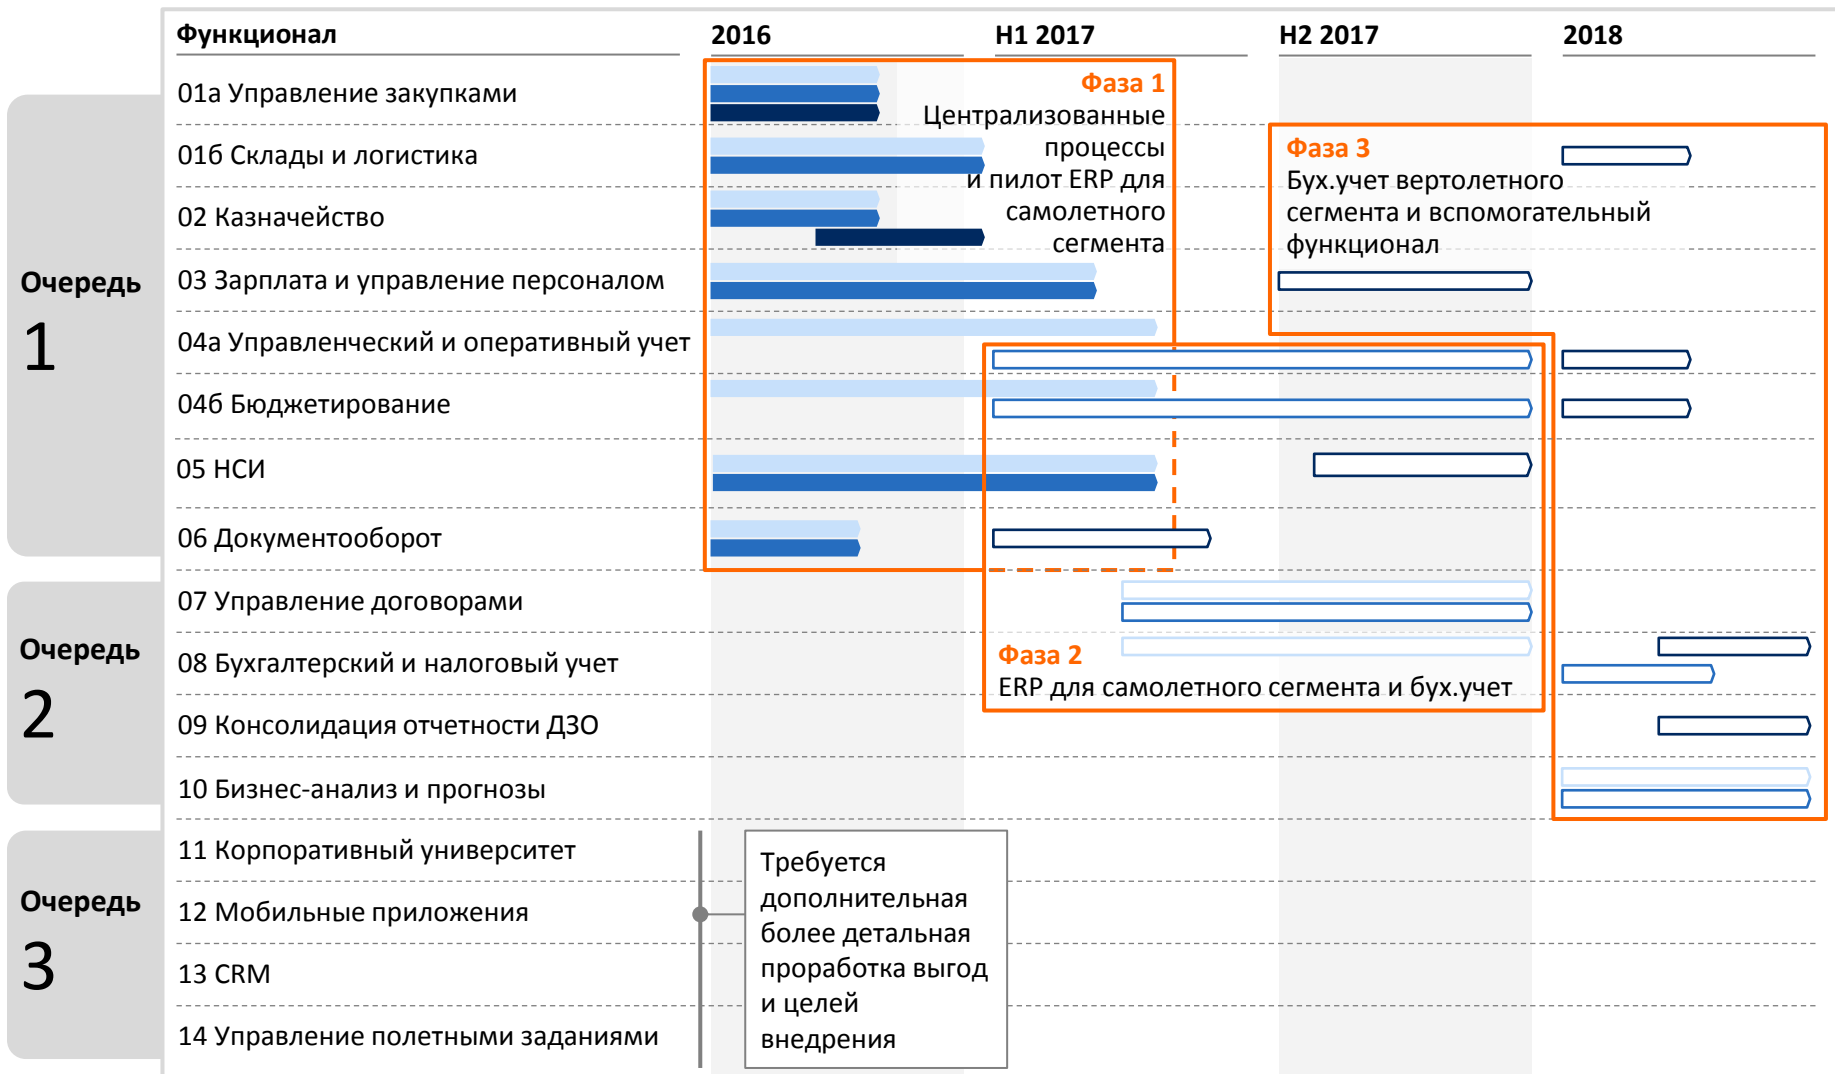 Функционал
2016
H1 2017
H2 2017
2018
Очередь
1
01а Управление закупками
01б Склады и логистика
02 Казначейство
03 Зарплата и управление персоналом
04а Управленческий и оперативный учет
04б Бюджетирование
05 НСИ
06 Документооборот
Фаза 1
Централизованные
процессы
и пилот ERP для
самолетного
сегмента
Фаза 3
Бух.учет вертолетного
сегмента и вспомогательный
функционал
Очередь
2
07 Управление договорами
08 Бухгалтерский и налоговый учет
09 Консолидация отчетности ДЗО
10 Бизнес-анализ и прогнозы
Фаза 2
ERP для самолетного сегмента и бух.учет
Очередь
3
11 Корпоративный университет
12 Мобильные приложения
13 CRM
14 Управление полетными заданиями
Требуется
дополнительная
более детальная
проработка выгод
и целей
внедрения